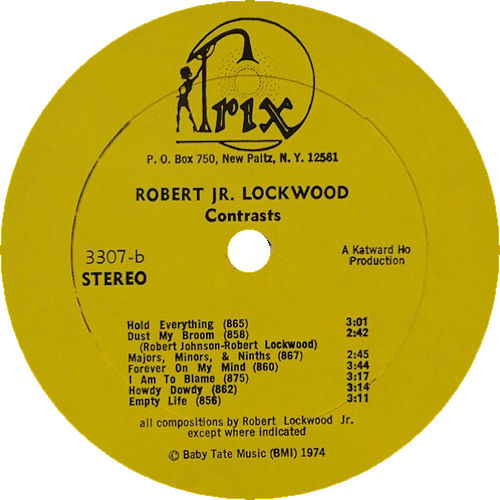 Trix
P. O. Box 750, New Paltz, N. Y. 12561
ROBERT JR. LOCKWOOD
Contrasts
3307-b
STEREO
A Katward Ho
Production
Hold Everything (865) 3:01
Dust My Broom (858) 2:42
(Robert Johnson-Robert Lockwood)
Majors, Minors, & Ninths (867) 2:45
Forever On My Mind (860) 3:44
I Am To Blame (875) 3:17
Howdy Dowdy (862) 3:14
Empty Life (856) 3:11
all compositions by Robert Lockwood Jr.
except where indicated
© Baby Tate Music (BMI) 1974